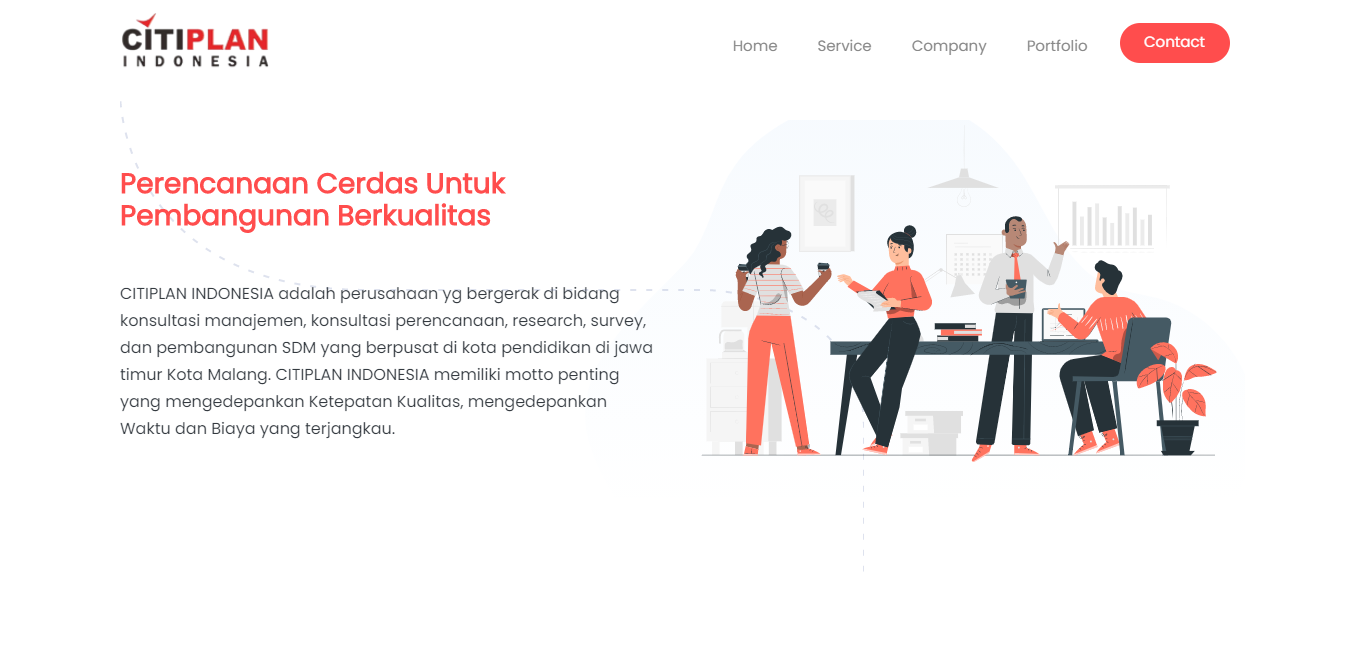 CITIPLAN
INDONESIA
Home
Service
Company
Portfolio
Contact
Perencanaan Cerdas Untuk
Pembangunan Berkualitas
CITIPLAN INDONESIA adalah perusahaan yg bergerak di bidang
konsultasi manajemen, konsultasi perencanaan, research, survey,
dan pembangunan SDM yang berpusat di kota pendidikan di jawa
timur Kota Malang. CITIPLAN INDONESIA memiliki motto penting
yang mengedepankan Ketepatan Kualitas, mengedepankan
Waktu dan Biaya yang terjangkau.